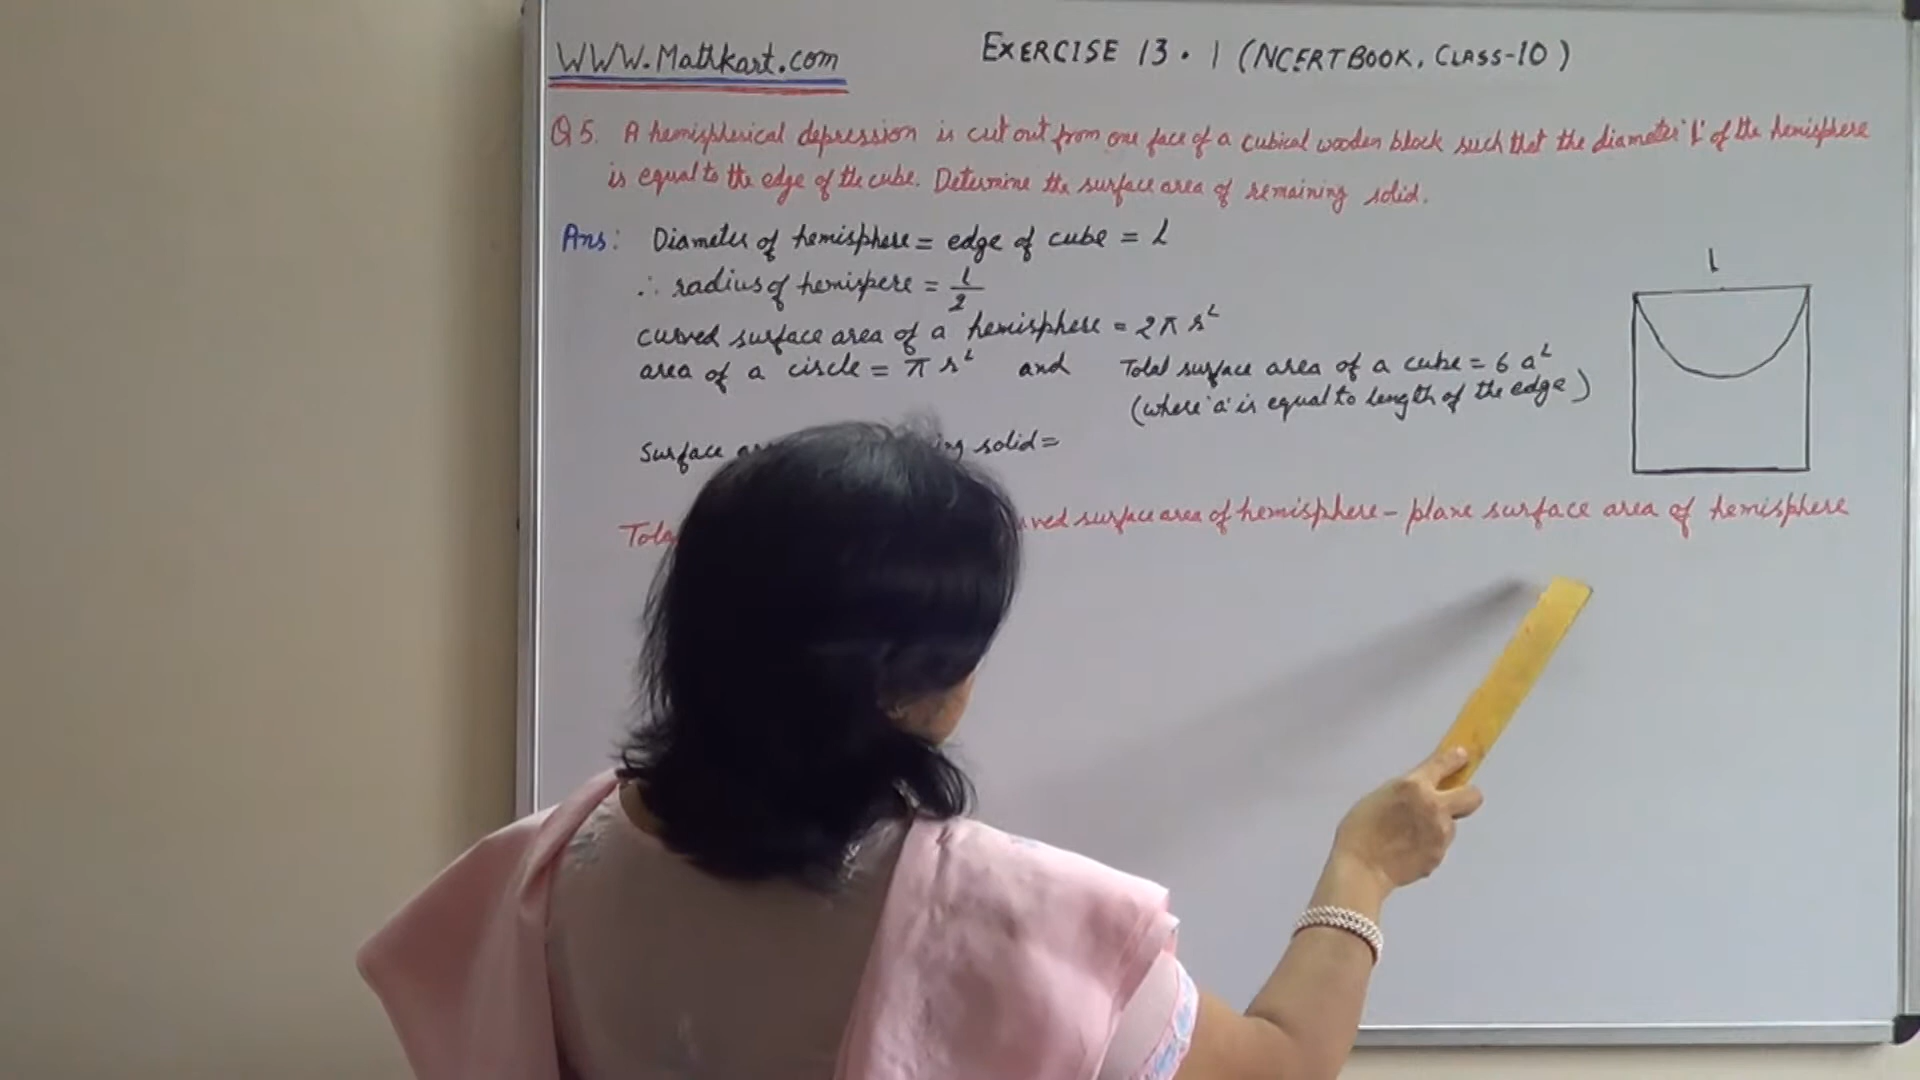 WWW.Mathkart.com
EXERCISE 13.1 (NCERT BOOK, CLASS-10)
Q 5. A hemispherical depression is cut out from one face of a cubical wooden block such that the diameter 'l' of the hemisphere
is equal to the edge of the cube. Determine the surface area of remaining solid.
Ans: Diameter of hemisphere = edge of cube = l
∴ radius of hemispere = l/2
curved surface area of a hemisphere = 2πr²
area of a circle = πr² and Total surface area of a cube = 6a²
(where 'a' is equal to length of the edge)
l
Surface solid =
surface area of hemisphere - plane surface area of hemisphere